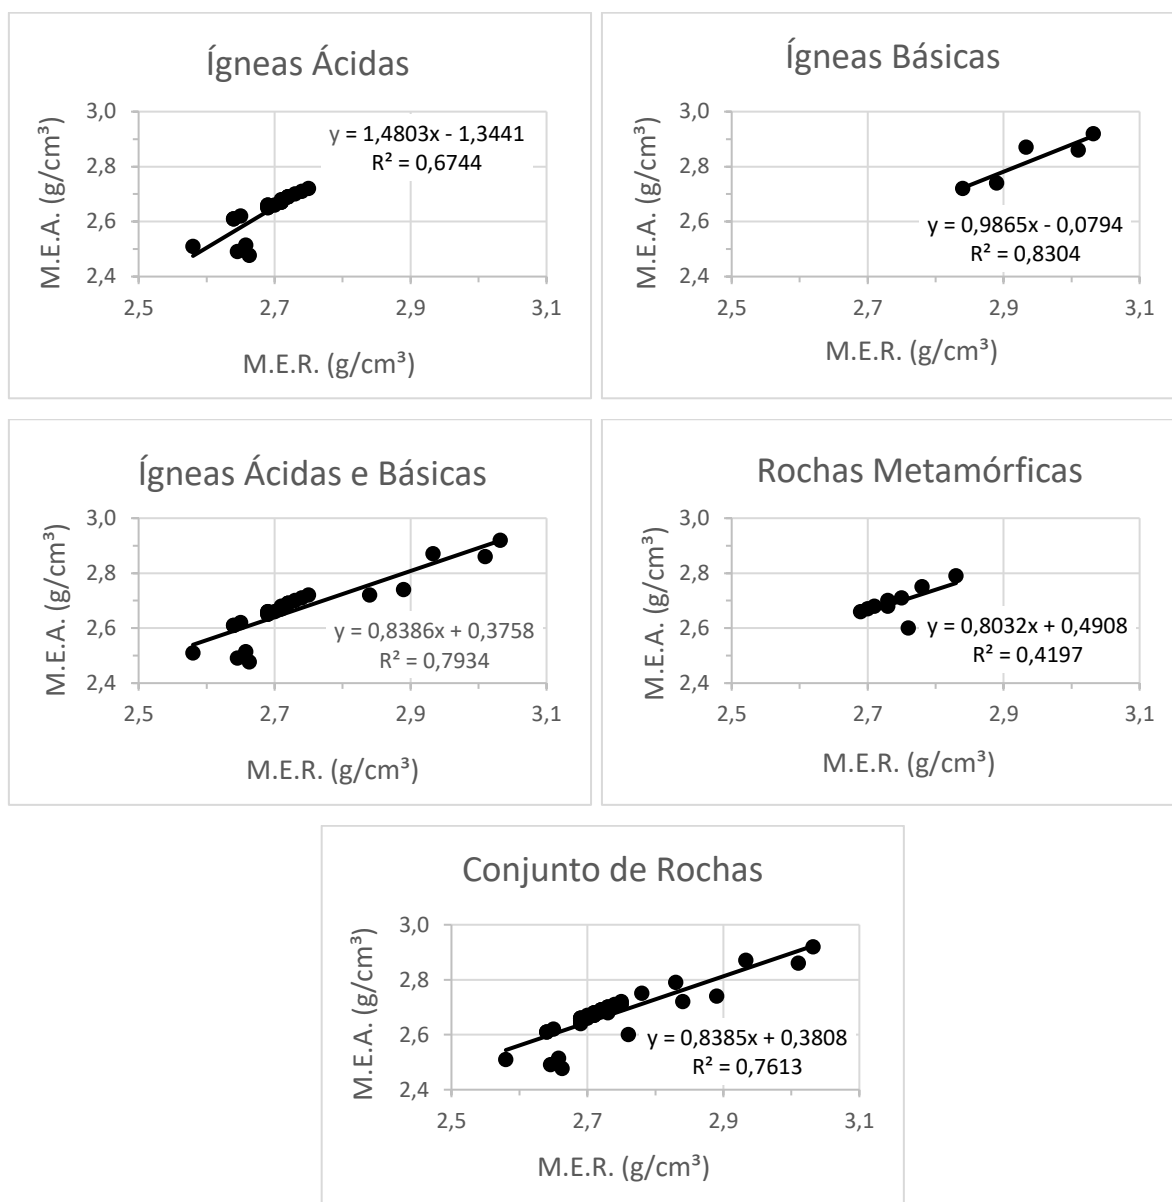 Ígneas Ácidas
M.E.A. (g/cm³)
3,0
2,8
2,6
2,4
y = 1,4803x - 1,3441
R² = 0,6744
2,5
2,7
2,9
3,1
M.E.R. (g/cm³)
Ígneas Básicas
M.E.A. (g/cm³)
3,0
2,8
2,6
2,4
y = 0,9865x - 0,0794
R² = 0,8304
2,5
2,7
2,9
3,1
M.E.R. (g/cm³)
Ígneas Ácidas e Básicas
M.E.A. (g/cm³)
3,0
2,8
2,6
2,4
y = 0,8386x + 0,3758
R² = 0,7934
2,5
2,7
2,9
3,1
M.E.R. (g/cm³)
Rochas Metamórficas
M.E.A. (g/cm³)
3,0
2,8
2,6
2,4
y = 0,8032x + 0,4908
R² = 0,4197
2,5
2,7
2,9
3,1
M.E.R. (g/cm³)
Conjunto de Rochas
M.E.A. (g/cm³)
3,0
2,8
2,6
2,4
y = 0,8385x + 0,3808
R² = 0,7613
2,5
2,7
2,9
3,1
M.E.R. (g/cm³)